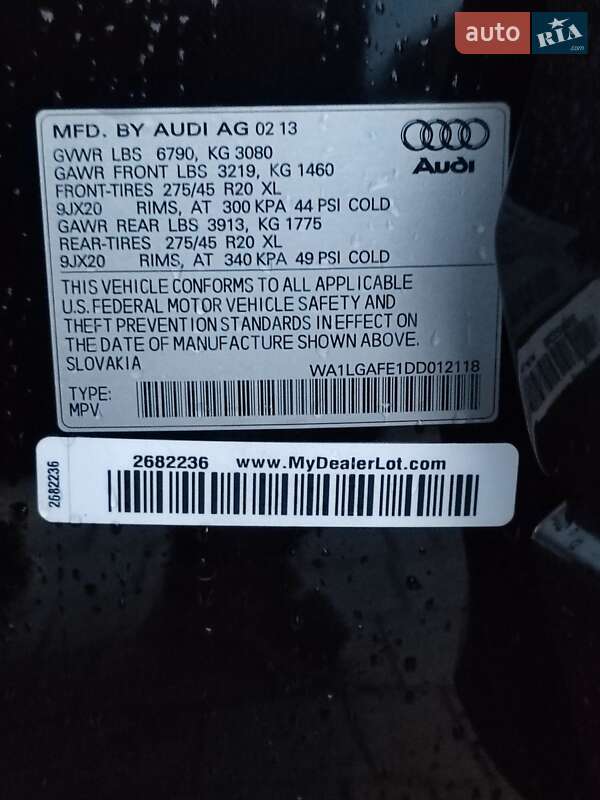 auto RIA.com
MFD. BY AUDI AG 02 13
GVWR LBS 6790, KG 3080
GAWR FRONT LBS 3219, KG 1460
FRONT-TIRES 275/45 R20 XL
9JX20 RIMS, AT 300 KPA 44 PSI COLD
GAWR REAR LBS 3913, KG 1775
REAR-TIRES 275/45 R20 XL
9JX20 RIMS, AT 340 KPA 49 PSI COLD
Audi
THIS VEHICLE CONFORMS TO ALL APPLICABLE
U.S. FEDERAL MOTOR VEHICLE SAFETY AND
THEFT PREVENTION STANDARDS IN EFFECT ON
THE DATE OF MANUFACTURE SHOWN ABOVE.
SLOVAKIA WA1LGAFE1DD012118
TYPE:
MPV
2682236
2682236 www.MyDealerLot.com